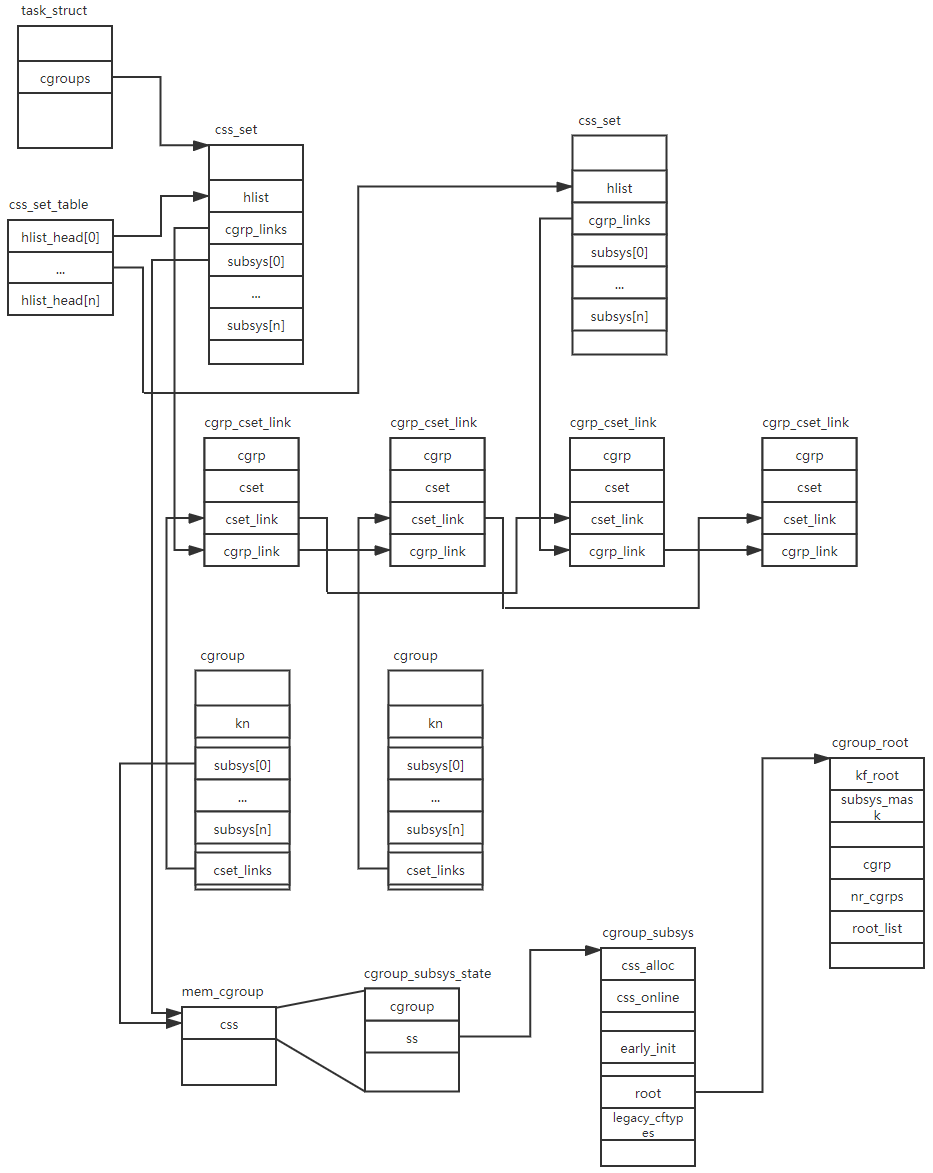 task_struct
cgroups
css_set
hlist
cgrp_links
subsys[0]
...
subsys[n]
css_set
hlist
cgrp_links
subsys[0]
...
subsys[n]
css_set_table
hlist_head[0]
...
hlist_head[n]
cgrp_cset_link
cgrp
cset
cset_link
cgrp_link
cgrp_cset_link
cgrp
cset
cset_link
cgrp_link
cgrp_cset_link
cgrp
cset
cset_link
cgrp_link
cgrp_cset_link
cgrp
cset
cset_link
cgrp_link
cgroup
kn
subsys[0]
...
subsys[n]
cset_links
cgroup
kn
subsys[0]
...
subsys[n]
cset_links
cgroup_root
kf_root
subsys_mas
k
cgrp
nr_cgrps
root_list
mem_cgroup
css
cgroup_subsys_state
cgroup
ss
cgroup_subsys
css_alloc
css_online
early_init
root
legacy_cftyp
es